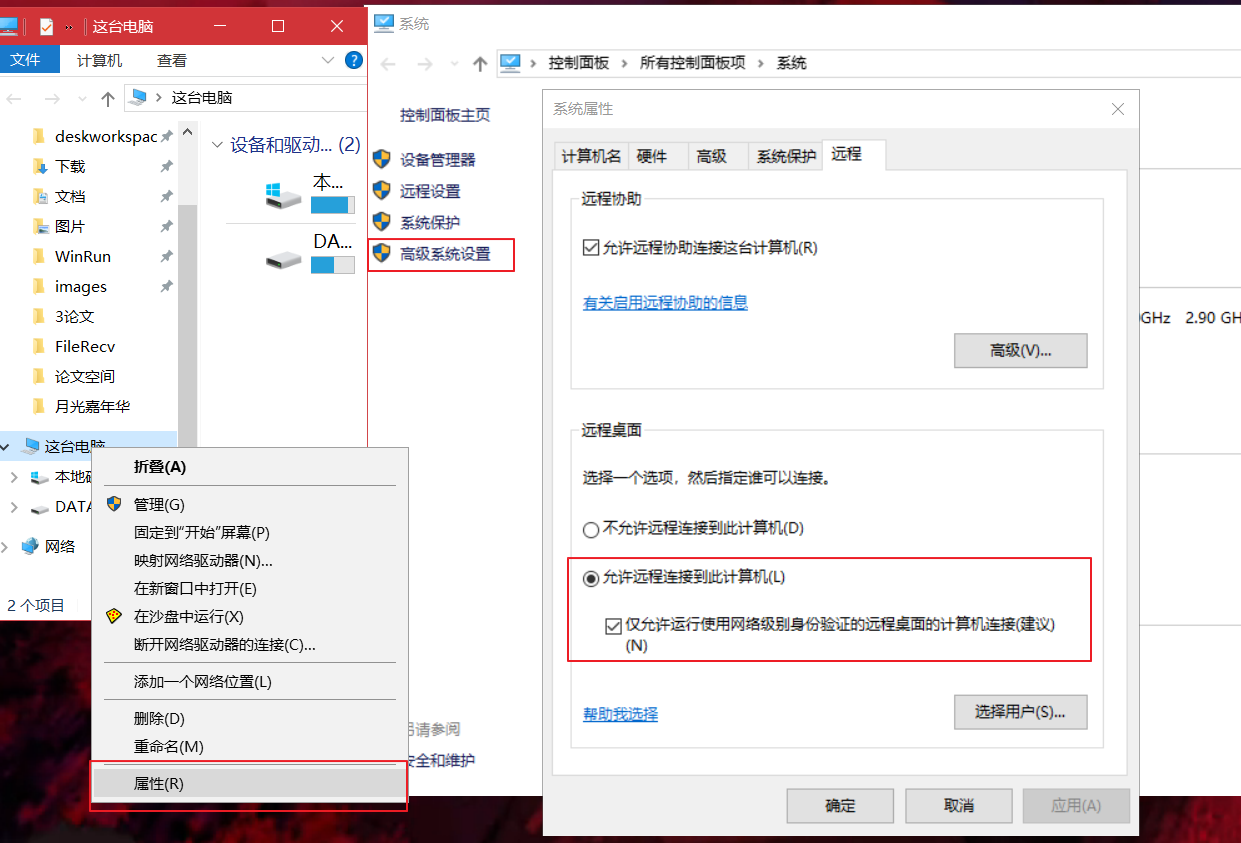 这台电脑
文件
计算机
查看
这台电脑
deskworkspac
下载
文档
图片
WinRun
images
3论文
FileRecv
论文空间
月光嘉年华
这台电脑
本地
DATA
网络
2 个项目
设备和驱动... (2)
本...
DA...
折叠(A)
管理(G)
固定到"开始"屏幕(P)
映射网络驱动器(N)...
在新窗口中打开(E)
在沙盘中运行(X)
断开网络驱动器的连接(C)...
添加一个网络位置(L)
删除(D)
重命名(M)
属性(R)
系统
控制面板 › 所有控制面板项 › 系统
控制面板主页
设备管理器
远程设置
系统保护
高级系统设置
另请参阅
安全和维护
系统属性
计算机名
硬件
高级
系统保护
远程
远程协助
允许远程协助连接这台计算机(R)
有关启用远程协助的信息
高级(V)...
远程桌面
选择一个选项，然后指定谁可以连接。
不允许远程连接到此计算机(D)
允许远程连接到此计算机(L)
仅允许运行使用网络级别身份验证的远程桌面的计算机连接(建议)
(N)
帮助我选择
选择用户(S)...
确定
取消
应用(A)
GHz 2.90 GH